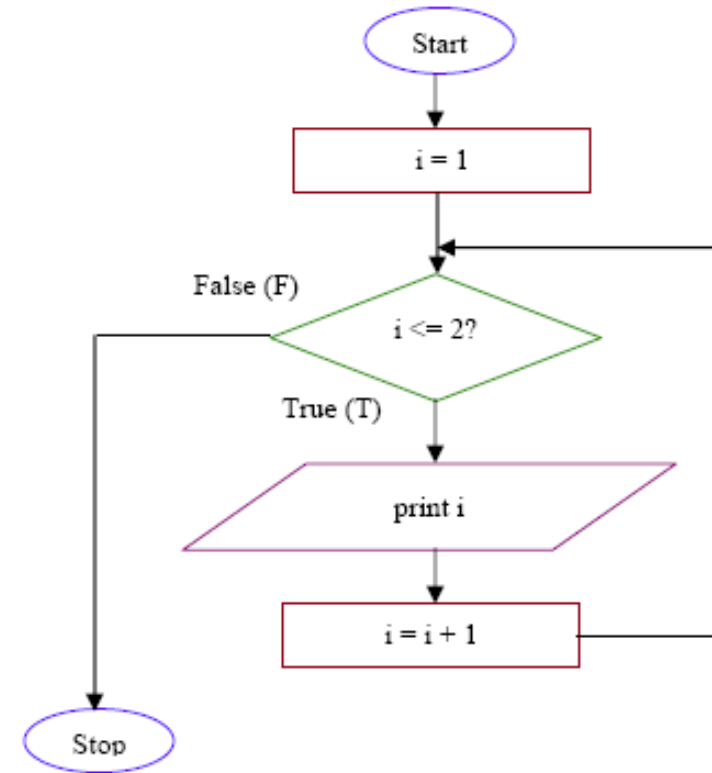 Start
i = 1
False (F)
i <= 2?
True (T)
print i
i = i + 1
Stop